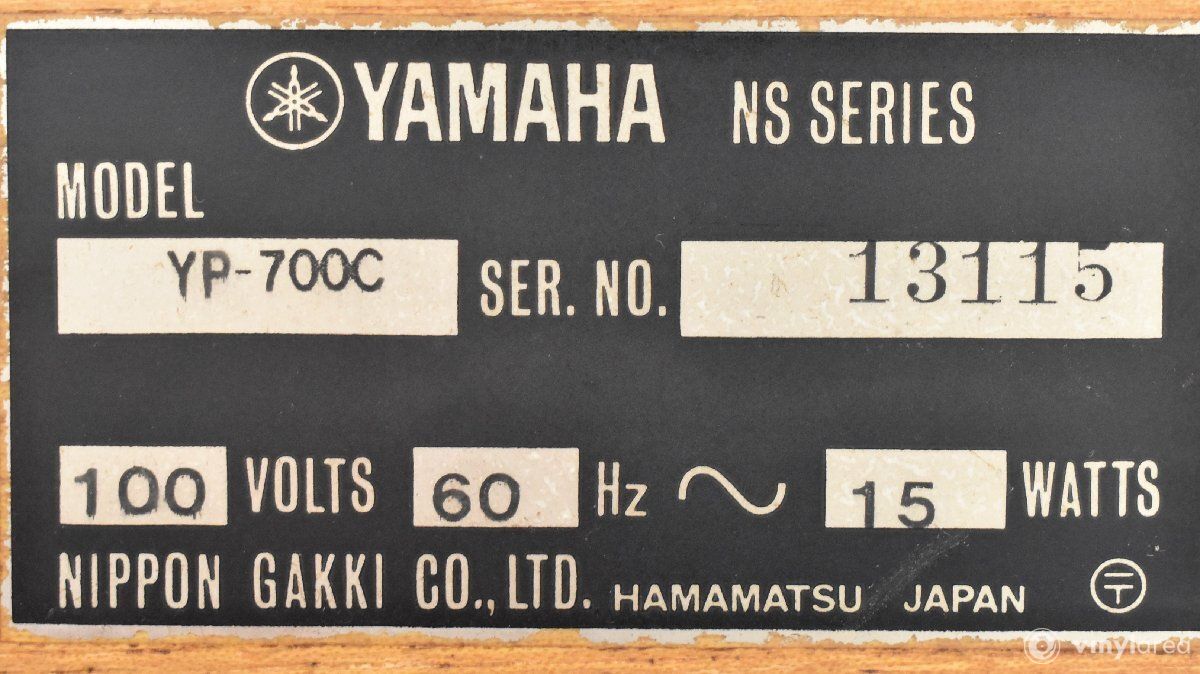 YAMAHA NS SERIES
MODEL
YP-700C SER. NO. 13115
100 VOLTS 60 Hz ~ 15 WATTS
NIPPON GAKKI CO., LTD. HAMAMATSU JAPAN 〒
vinylared